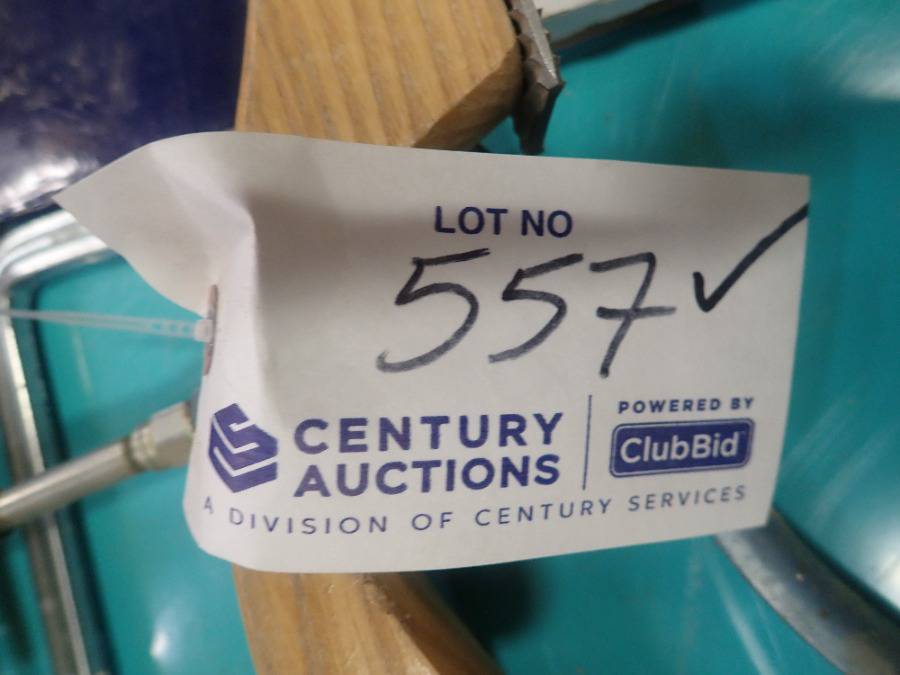 LOT NO
557 ✓
CENTURY
AUCTIONS
A DIVISION OF CENTURY SERVICES
POWERED BY
ClubBid